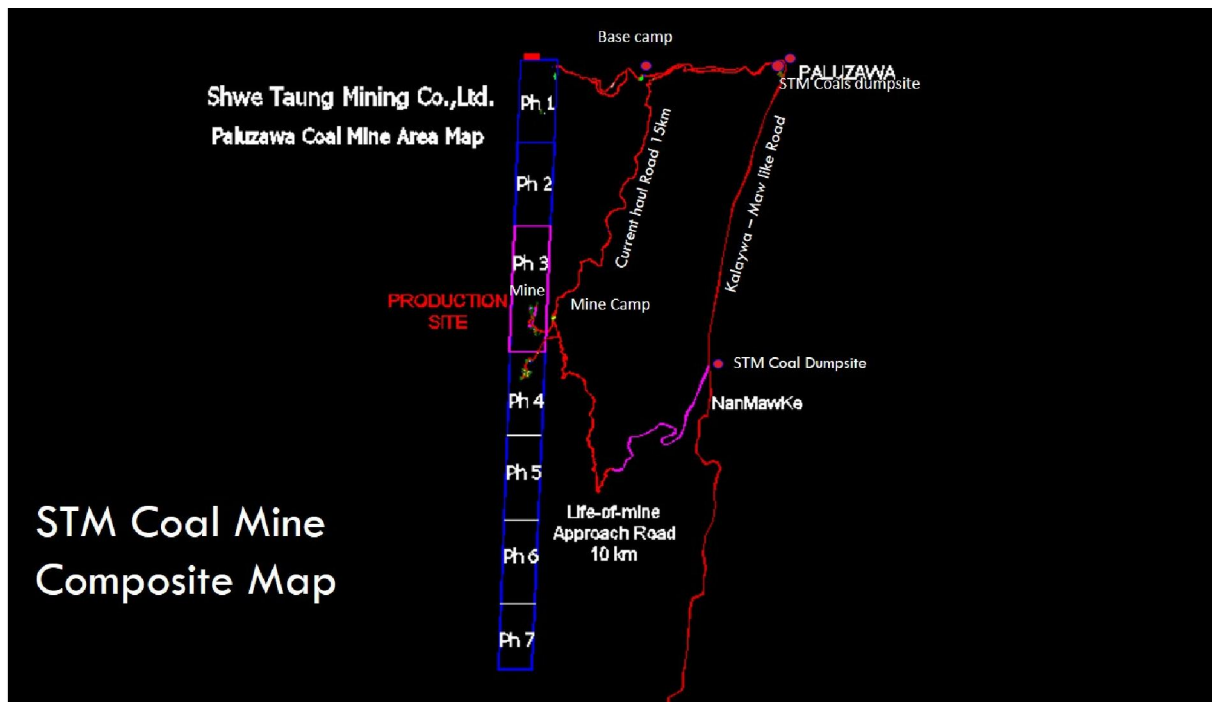 Base camp
PALUZAWA
STM Coals dumpsite
Shwe Taung Mining Co.,Ltd.
Paluzawa Coal Mine Area Map
Ph 1
Ph 2
Current haul Road 15km
Kalaywa – Maw like Road
Ph 3
Mine
PRODUCTION
SITE
Mine Camp
STM Coal Dumpsite
Ph 4
NanMawKe
Ph 5
Life-of-mine
Approach Road
10 km
STM Coal Mine
Composite Map
Ph 6
Ph 7